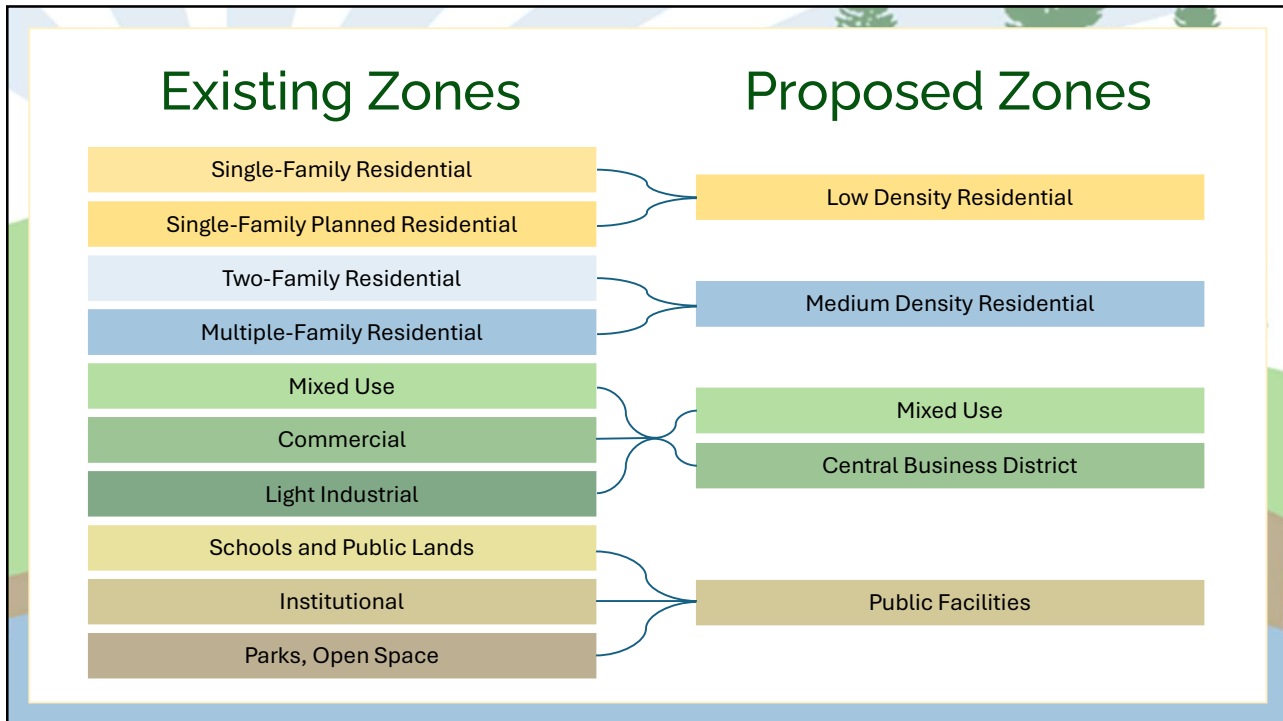 Existing Zones
Single-Family Residential
Single-Family Planned Residential
Two-Family Residential
Multiple-Family Residential
Mixed Use
Commercial
Light Industrial
Schools and Public Lands
Institutional
Parks, Open Space
Proposed Zones
Low Density Residential
Medium Density Residential
Mixed Use
Central Business District
Public Facilities